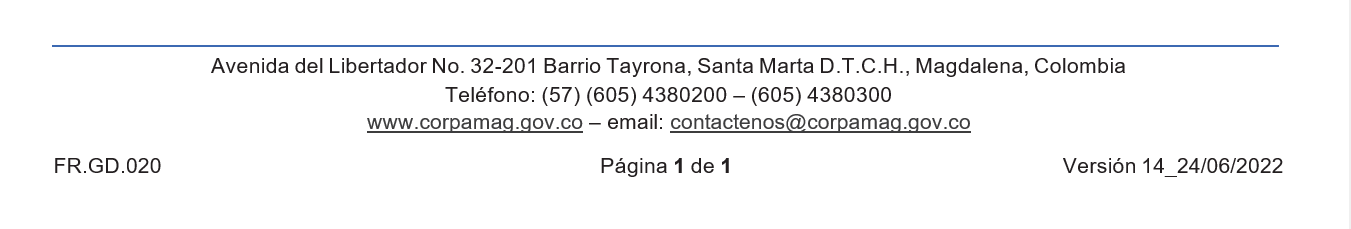 Avenida del Libertador No. 32-201 Barrio Tayrona, Santa Marta D.T.C.H., Magdalena, Colombia
Teléfono: (57) (605) 4380200 – (605) 4380300
www.corpamag.gov.co – email: contactenos@corpamag.gov.co
FR.GD.020 Página 1 de 1 Versión 14_24/06/2022